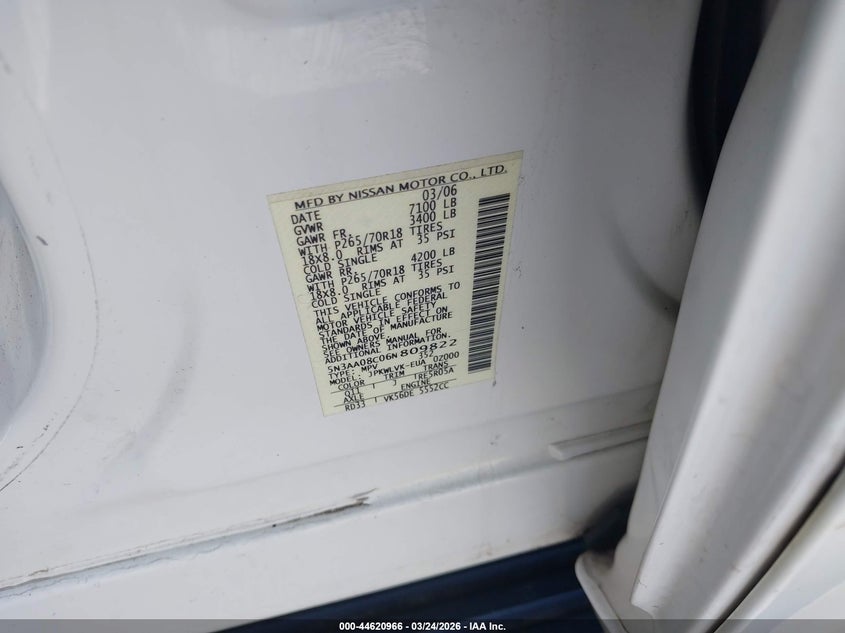 MFD BY NISSAN MOTOR CO., LTD.
DATE 03/06
GVWR 7100 LB
GAWR FR. 3400 LB
WITH P265/70R18 TIRES
18X8.0 RIMS AT 35 PSI
COLD SINGLE
GAWR RR. 4200 LB
WITH P265/70R18 TIRES
18X8.0 RIMS AT 35 PSI
COLD SINGLE
THIS VEHICLE CONFORMS TO
ALL APPLICABLE FEDERAL
MOTOR VEHICLE SAFETY
STANDARDS IN EFFECT ON
THE DATE OF MANUFACTURE
SHOWN ABOVE.
SEE OWNERS MANUAL FOR
ADDITIONAL INFORMATION.
5N3AA08C06N809822
TYPE: MPV 352
MODEL: JPKWLVK-EUA 0Z000
COLOR TRIM TRANS
QT1 J RE5R05A
AXLE ENGINE
RD33 VK56DE 5552CC
000-44620966 — 03/24/2026 — IAA Inc.